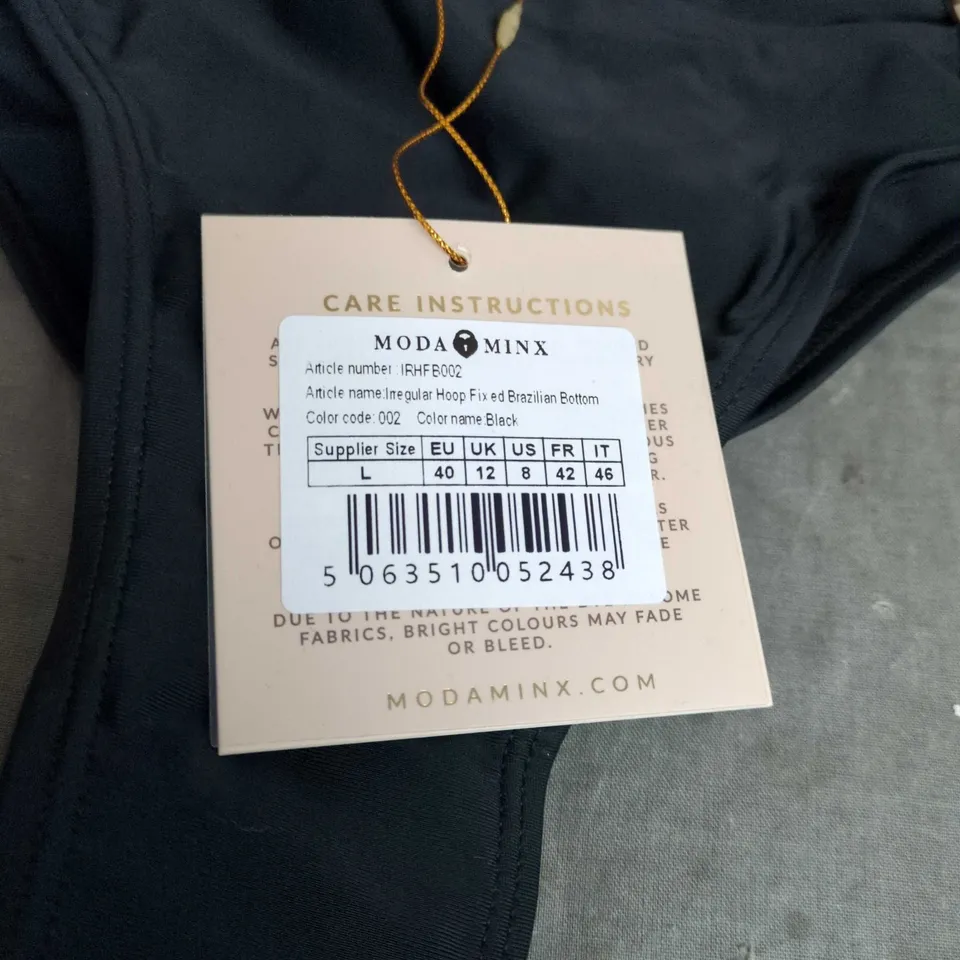 CARE INSTRUCTIONS
MODA MINX
Article number: IRHFB002
Article name:Irregular Hoop Fixed Brazilian Bottom
Color code: 002 Color name:Black
Supplier Size EU UK US FR IT
L 40 12 8 42 46
5 063510 052438
DUE TO THE NATURE OF THE
FABRICS, BRIGHT COLOURS MAY FADE
OR BLEED.
MODAMINX.COM